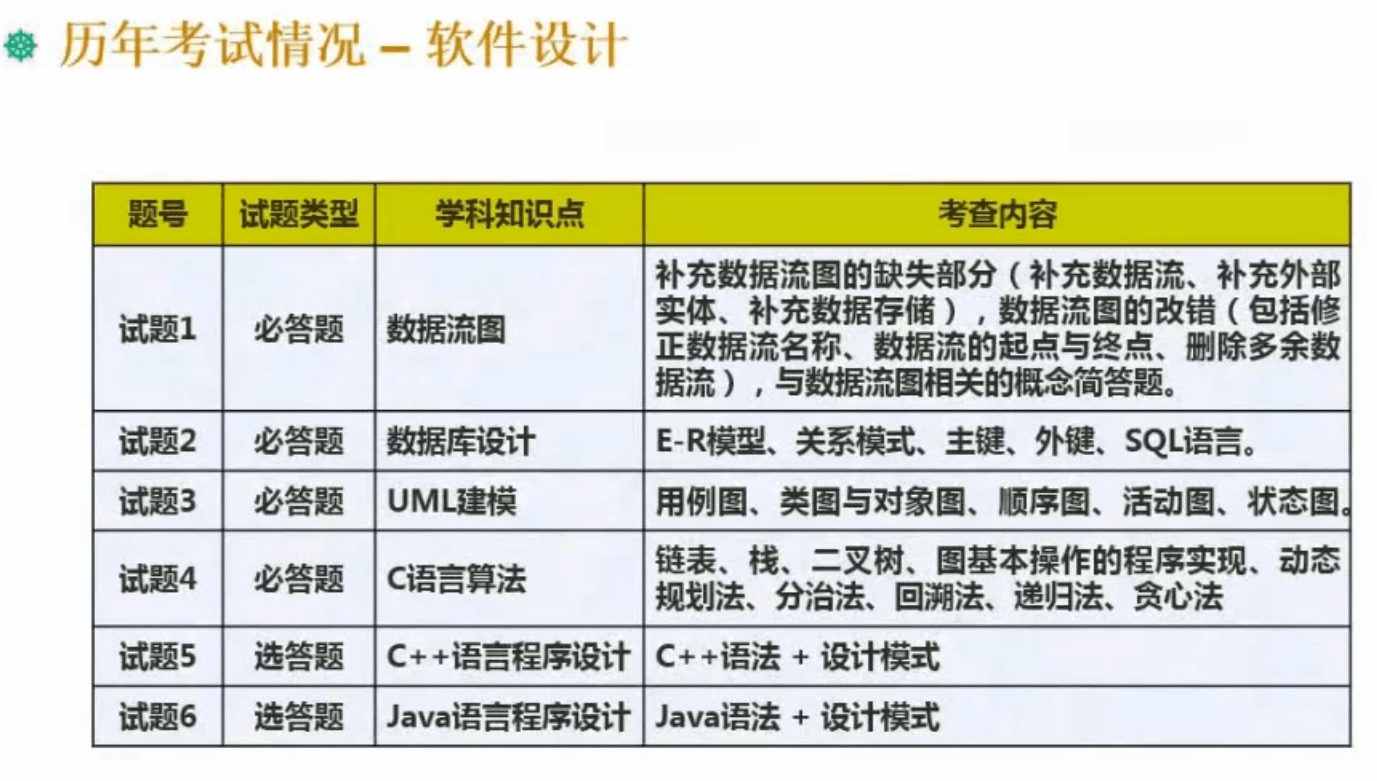 历年考试情况 – 软件设计
题号 试题类型 学科知识点 考查内容
试题1 必答题 数据流图
补充数据流图的缺失部分（补充数据流、补充外部
实体、补充数据存储），数据流图的改错（包括修
正数据流名称、数据流的起点与终点、删除多余数
据流），与数据流图相关的概念简答题。
试题2 必答题 数据库设计 E-R模型、关系模式、主键、外键、SQL语言。
试题3 必答题 UML建模 用例图、类图与对象图、顺序图、活动图、状态图。
试题4 必答题 C语言算法
链表、栈、二叉树、图基本操作的程序实现、动态
规划法、分治法、回溯法、递归法、贪心法
试题5 选答题 C++语言程序设计 C++语法 + 设计模式
试题6 选答题 Java语言程序设计 Java语法 + 设计模式